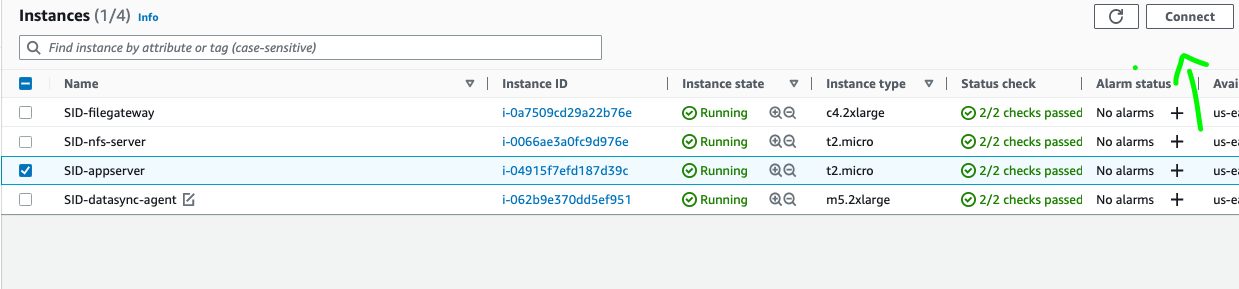 Instances (1/4) Info
Connect
Find instance by attribute or tag (case-sensitive)
Name Instance ID Instance state Instance type Status check Alarm status Avai
SID-filegateway i-0a7509cd29a22b76e Running c4.2xlarge 2/2 checks passed No alarms + us-ea
SID-nfs-server i-0066ae3a0fc9d976e Running t2.micro 2/2 checks passed No alarms + us-ea
SID-appserver i-04915f7efd187d39c Running t2.micro 2/2 checks passed No alarms + us-ea
SID-datasync-agent i-062b9e370dd5ef951 Running m5.2xlarge 2/2 checks passed No alarms + us-ea